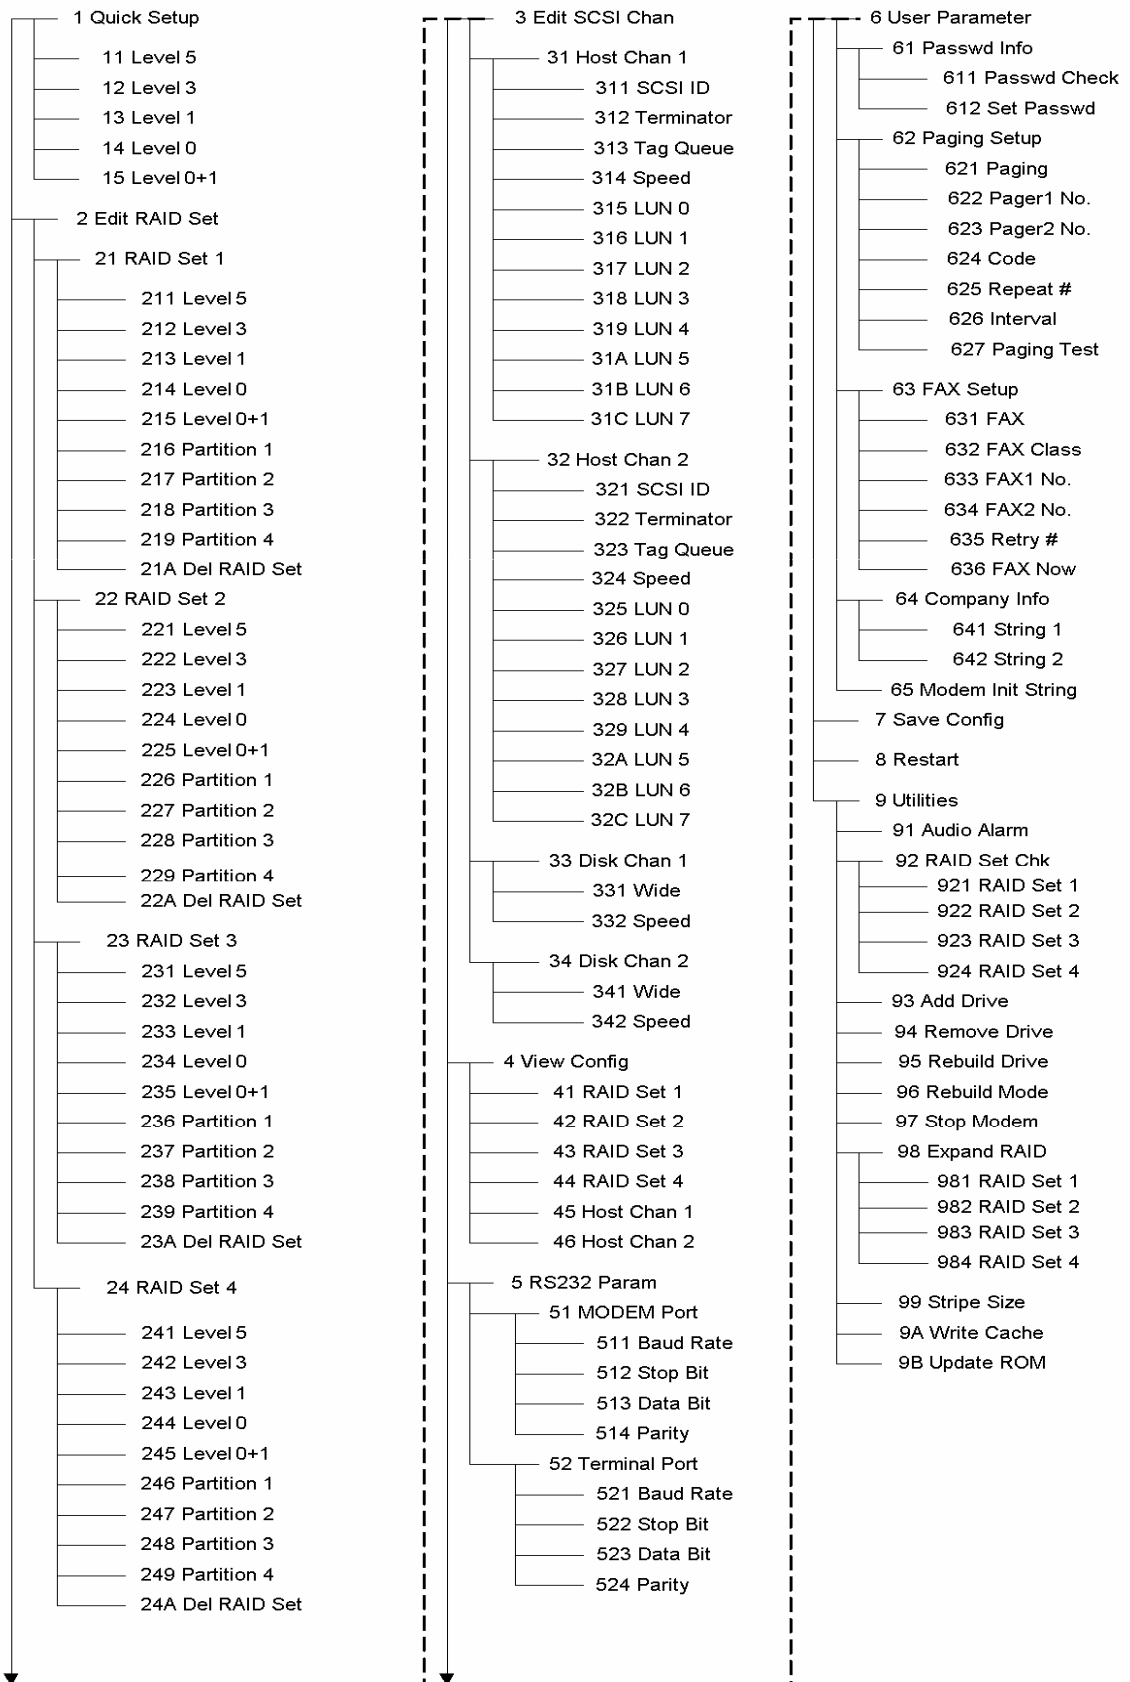 1 Quick Setup
11 Level 5
12 Level 3
13 Level 1
14 Level 0
15 Level 0+1
2 Edit RAID Set
21 RAID Set 1
211 Level 5
212 Level 3
213 Level 1
214 Level 0
215 Level 0+1
216 Partition 1
217 Partition 2
218 Partition 3
219 Partition 4
21A Del RAID Set
22 RAID Set 2
221 Level 5
222 Level 3
223 Level 1
224 Level 0
225 Level 0+1
226 Partition 1
227 Partition 2
228 Partition 3
229 Partition 4
22A Del RAID Set
23 RAID Set 3
231 Level 5
232 Level 3
233 Level 1
234 Level 0
235 Level 0+1
236 Partition 1
237 Partition 2
238 Partition 3
239 Partition 4
23A Del RAID Set
24 RAID Set 4
241 Level 5
242 Level 3
243 Level 1
244 Level 0
245 Level 0+1
246 Partition 1
247 Partition 2
248 Partition 3
249 Partition 4
24A Del RAID Set
3 Edit SCSI Chan
31 Host Chan 1
311 SCSI ID
312 Terminator
313 Tag Queue
314 Speed
315 LUN 0
316 LUN 1
317 LUN 2
318 LUN 3
319 LUN 4
31A LUN 5
31B LUN 6
31C LUN 7
32 Host Chan 2
321 SCSI ID
322 Terminator
323 Tag Queue
324 Speed
325 LUN 0
326 LUN 1
327 LUN 2
328 LUN 3
329 LUN 4
32A LUN 5
32B LUN 6
32C LUN 7
33 Disk Chan 1
331 Wide
332 Speed
34 Disk Chan 2
341 Wide
342 Speed
4 View Config
41 RAID Set 1
42 RAID Set 2
43 RAID Set 3
44 RAID Set 4
45 Host Chan 1
46 Host Chan 2
5 RS232 Param
51 MODEM Port
511 Baud Rate
512 Stop Bit
513 Data Bit
514 Parity
52 Terminal Port
521 Baud Rate
522 Stop Bit
523 Data Bit
524 Parity
6 User Parameter
61 Passwd Info
611 Passwd Check
612 Set Passwd
62 Paging Setup
621 Paging
622 Pager1 No.
623 Pager2 No.
624 Code
625 Repeat #
626 Interval
627 Paging Test
63 FAX Setup
631 FAX
632 FAX Class
633 FAX1 No.
634 FAX2 No.
635 Retry #
636 FAX Now
64 Company Info
641 String 1
642 String 2
65 Modem Init String
7 Save Config
8 Restart
9 Utilities
91 Audio Alarm
92 RAID Set Chk
921 RAID Set 1
922 RAID Set 2
923 RAID Set 3
924 RAID Set 4
93 Add Drive
94 Remove Drive
95 Rebuild Drive
96 Rebuild Mode
97 Stop Modem
98 Expand RAID
981 RAID Set 1
982 RAID Set 2
983 RAID Set 3
984 RAID Set 4
99 Stripe Size
9A Write Cache
9B Update ROM